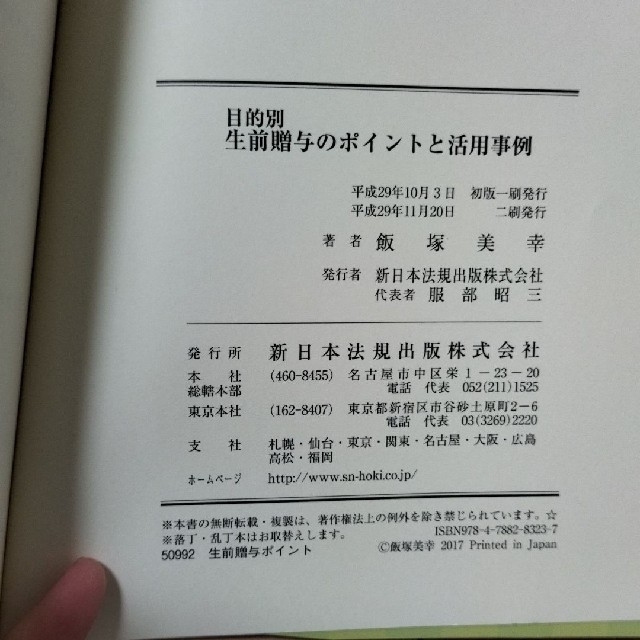 目的別
生前贈与のポイントと活用事例
平成29年10月3日 初版一刷発行
平成29年11月20日 二刷発行
著者 飯塚美幸
発行者 新日本法規出版株式会社
代表者 服部昭三
発行所 新日本法規出版株式会社
本社 (460-8455) 名古屋市中区栄1-23-20
総轄本部 電話 代表 052(211)1525
東京本社 (162-8407) 東京都新宿区市谷砂土原町2-6
電話 代表 03(3269)2220
支社 札幌・仙台・東京・関東・名古屋・大阪・広島
高松・福岡
ホームページ http://www.sn-hoki.co.jp/
※本書の無断転載・複製は、著作権法上の例外を除き禁じられています。☆
※落丁・乱丁本はお取替えします。 ISBN978-4-7882-8323-7
50992 生前贈与ポイント ©飯塚美幸 2017 Printed in Japan